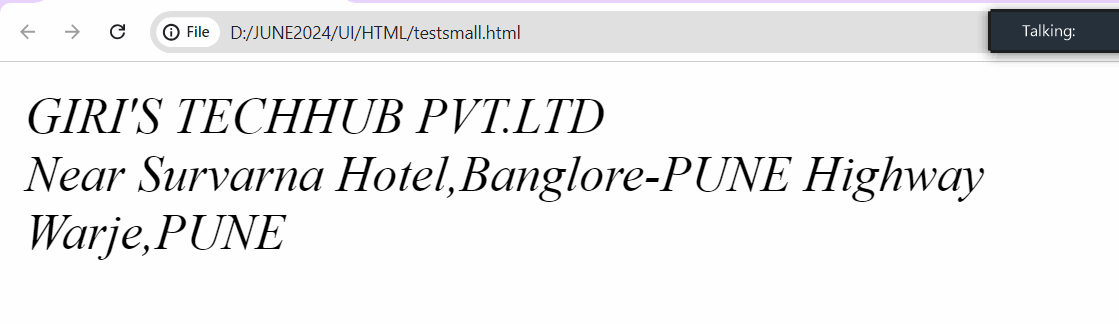 File D:/JUNE2024/UI/HTML/testsmall.html
Talking:
GIRI'S TECHHUB PVT.LTD
Near Survarna Hotel,Banglore-PUNE Highway
Warje,PUNE